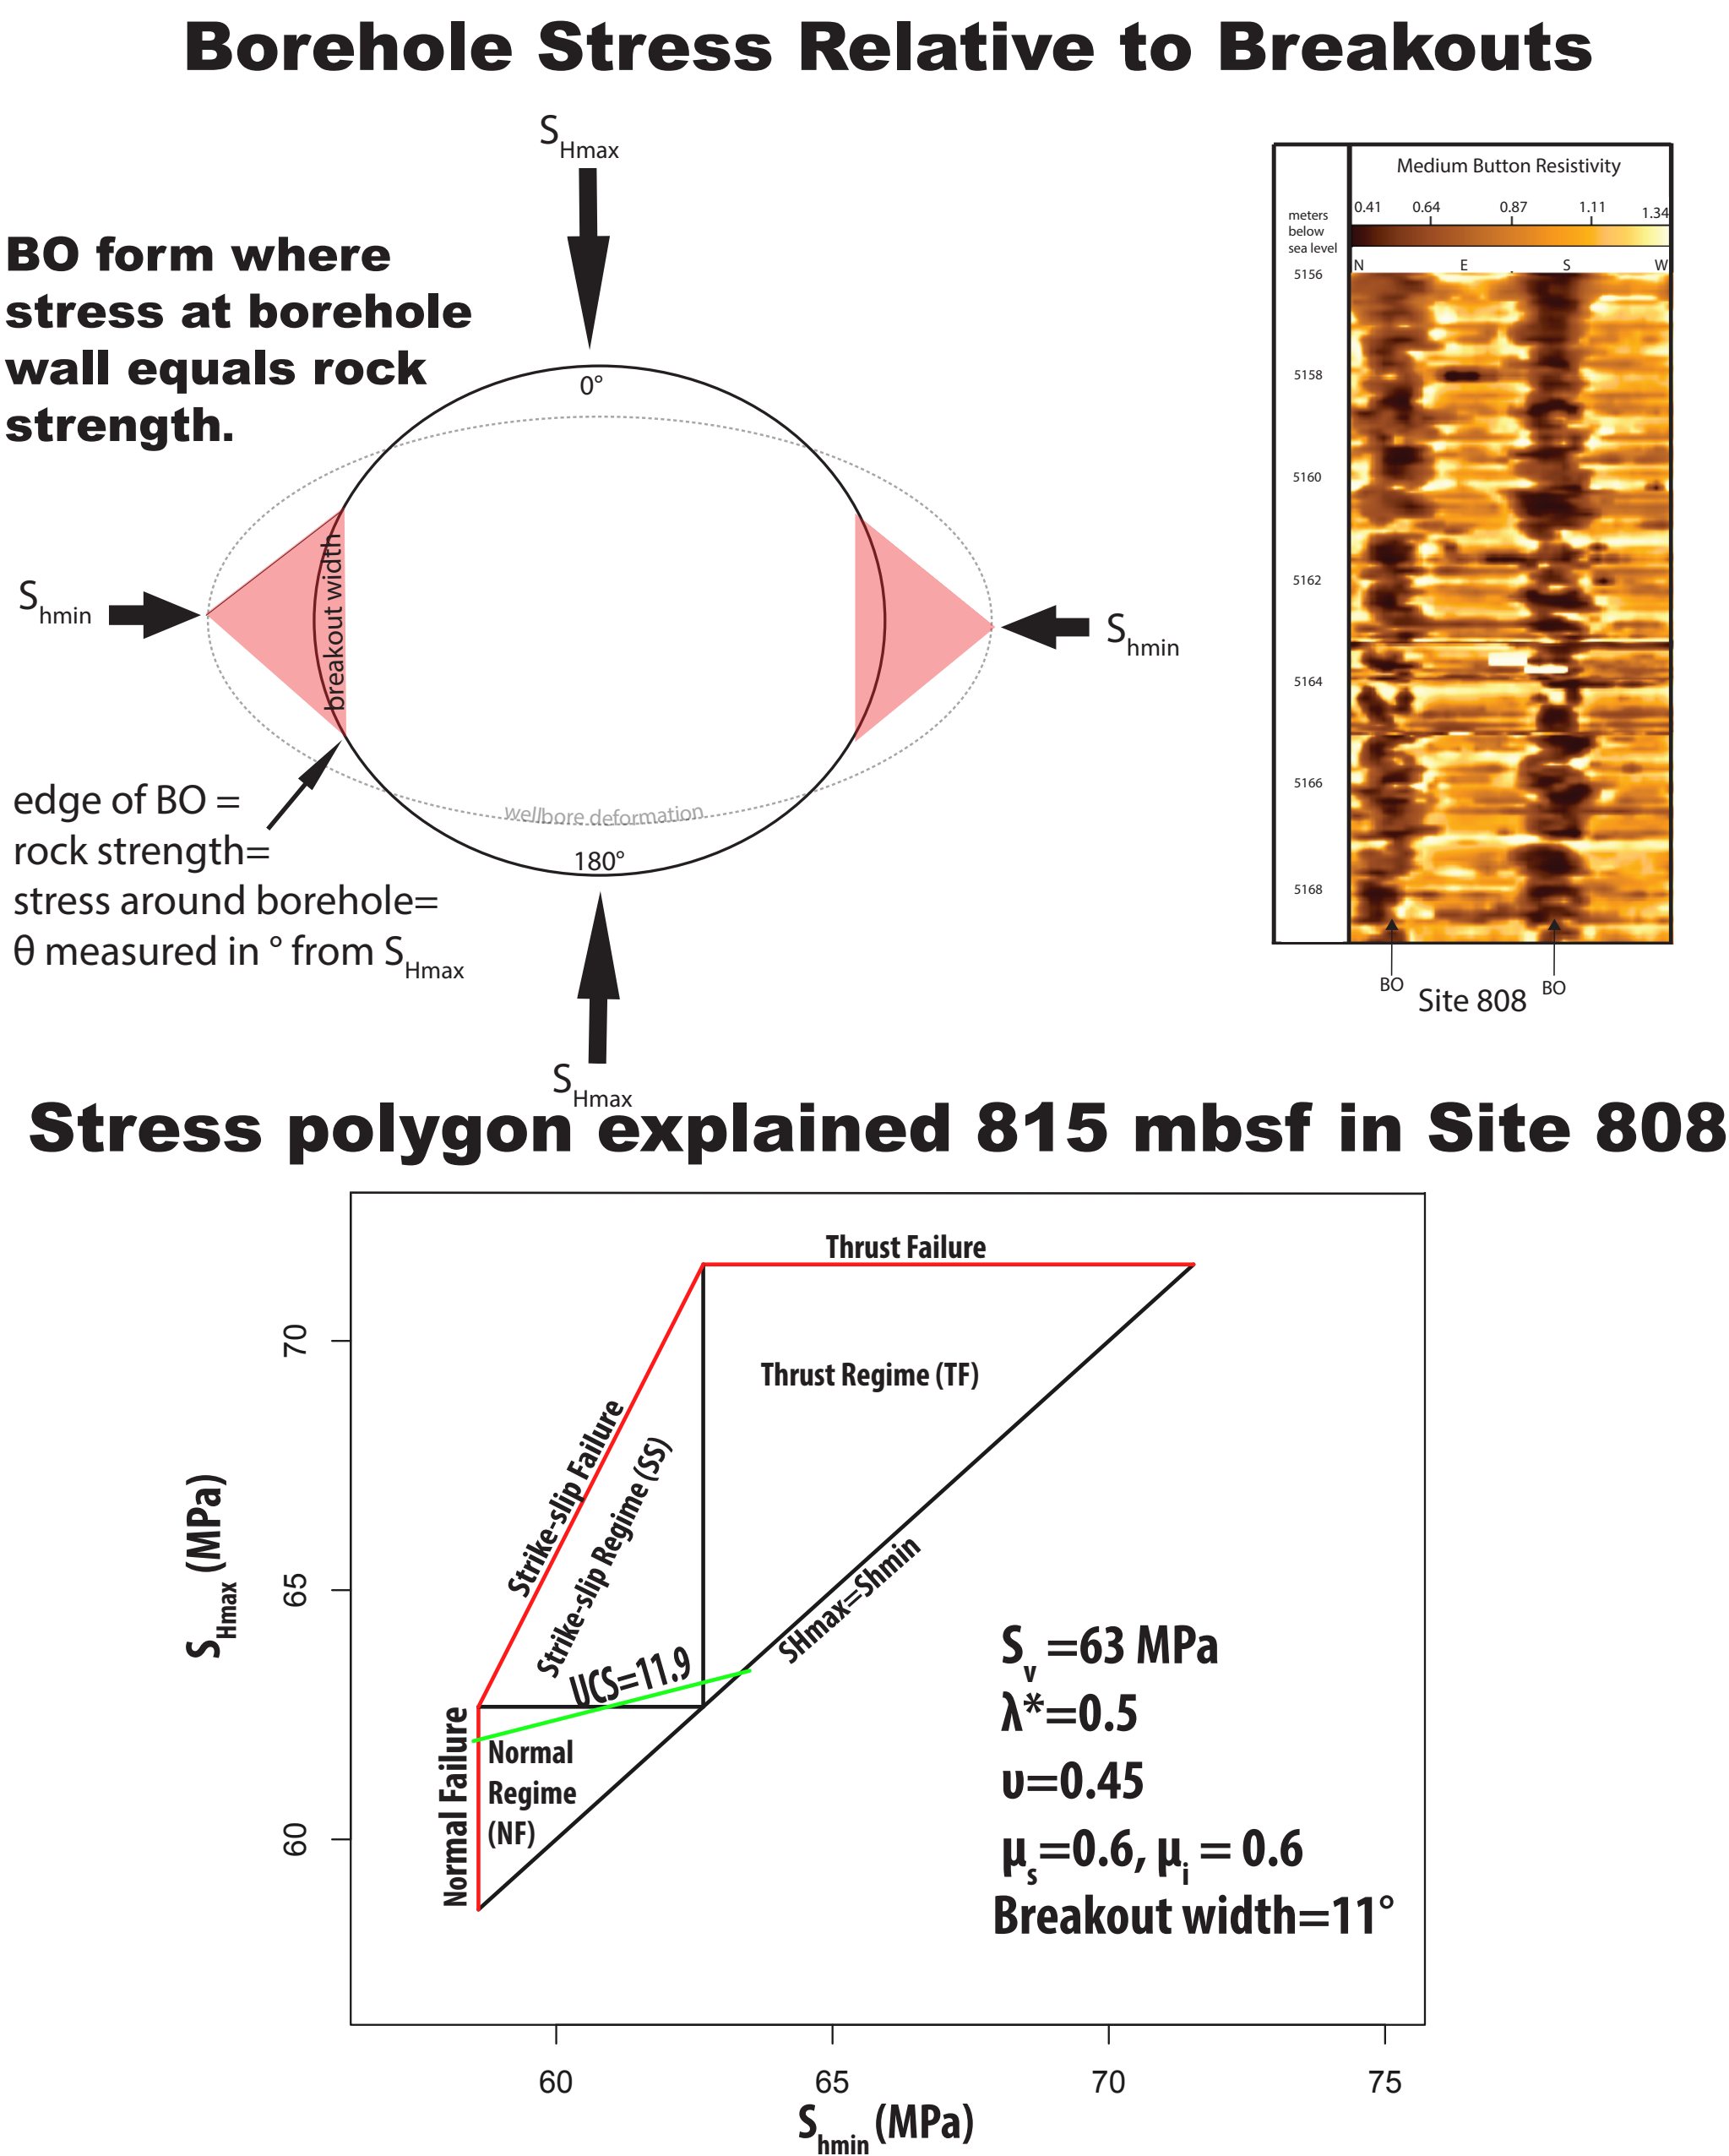 Borehole Stress Relative to Breakouts
SHmax
BO form where
stress at borehole
wall equals rock
strength.
0°
Shmin
breakout width
Shmin
edge of BO =
rock strength=
stress around borehole=
θ measured in ° from SHmax
wellbore deformation
180°
SHmax
Medium Button Resistivity
0.41 0.64 0.87 1.11 1.34
meters
below
sea level
N E S W
5156
5158
5160
5162
5164
5166
5168
BO
BO
Site 808
Stress polygon explained 815 mbsf in Site 808
Thrust Failure
Thrust Regime (TF)
Strike-slip Failure
Strike-slip Regime (SS)
UCS=11.9
SHmax=Shmin
Normal Failure
Normal
Regime
(NF)
Sv =63 MPa
λ*=0.5
υ=0.45
μs=0.6, μi = 0.6
Breakout width=11°
70
65
60
SHmax (MPa)
60 65 70 75
Shmin (MPa)